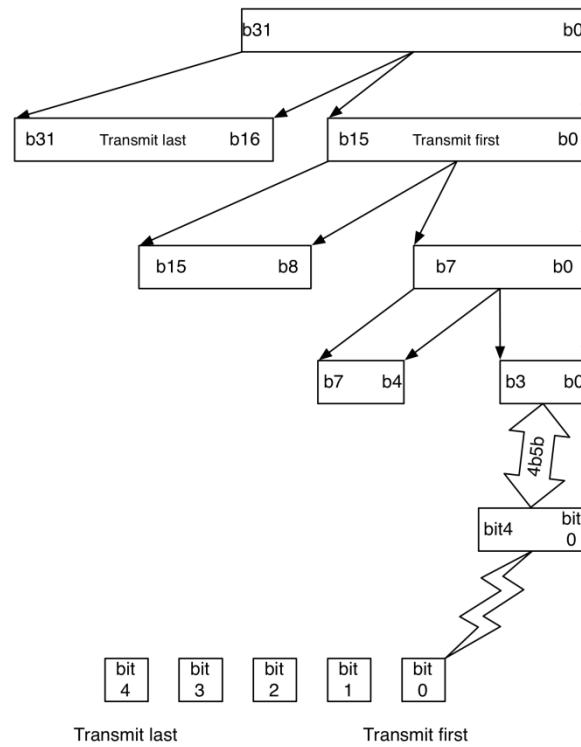 b31 b0
b31 Transmit last b16 b15 Transmit first b0
b15 b8 b7 b0
b7 b4 b3 b0
4b5b
bit4 bit
0
bit bit bit bit bit
4 3 2 1 0
Transmit last Transmit first